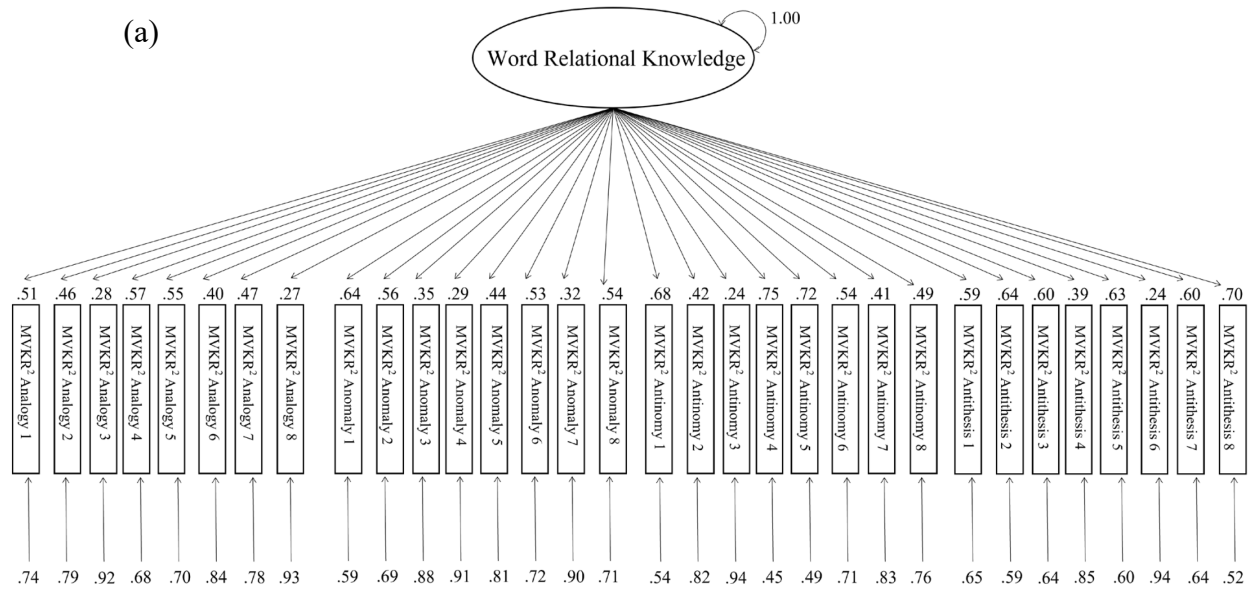 (a)
1.00
Word Relational Knowledge
.51 .46 .28 .57 .55 .40 .47 .27 .64 .56 .35 .29 .44 .53 .32 .54 .68 .42 .24 .75 .72 .54 .41 .49 .59 .64 .60 .39 .63 .24 .60 .70
MVKR² Analogy 1
MVKR² Analogy 2
MVKR² Analogy 3
MVKR² Analogy 4
MVKR² Analogy 5
MVKR² Analogy 6
MVKR² Analogy 7
MVKR² Analogy 8
MVKR² Anomaly 1
MVKR² Anomaly 2
MVKR² Anomaly 3
MVKR² Anomaly 4
MVKR² Anomaly 5
MVKR² Anomaly 6
MVKR² Anomaly 7
MVKR² Anomaly 8
MVKR² Antinomy 1
MVKR² Antinomy 2
MVKR² Antinomy 3
MVKR² Antinomy 4
MVKR² Antinomy 5
MVKR² Antinomy 6
MVKR² Antinomy 7
MVKR² Antinomy 8
MVKR² Antithesis 1
MVKR² Antithesis 2
MVKR² Antithesis 3
MVKR² Antithesis 4
MVKR² Antithesis 5
MVKR² Antithesis 6
MVKR² Antithesis 7
MVKR² Antithesis 8
.74 .79 .92 .68 .70 .84 .78 .93 .59 .69 .88 .91 .81 .72 .90 .71 .54 .82 .94 .45 .49 .71 .83 .76 .65 .59 .64 .85 .60 .94 .64 .52